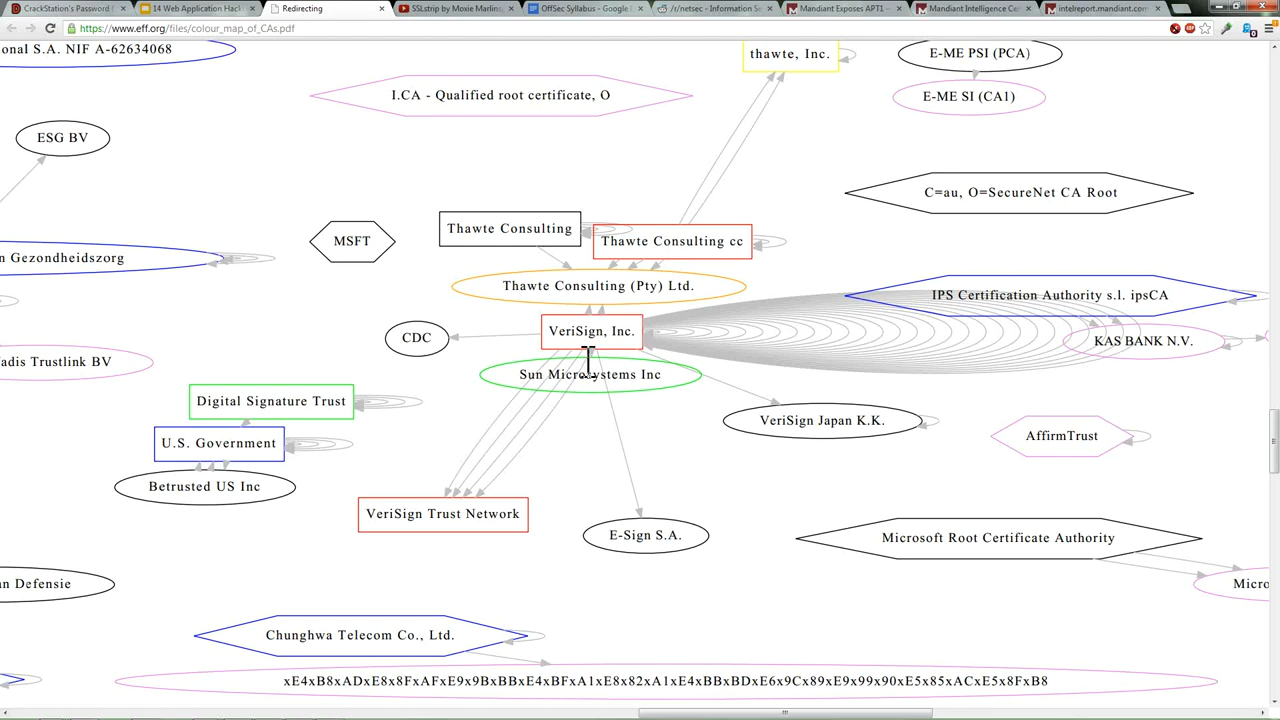 CrackStation's Password
14 Web Application Hack
Redirecting
SSLstrip by Moxie Marlins
OffSec Syllabus - Google
/r/netsec - Information Se
Mandiant Exposes APT1
Mandiant Intelligence Ce
intelreport.mandiant.com
https://www.eff.org/files/colour_map_of_CAs.pdf
onal S.A. NIF A-62634068
thawte, Inc.
E-ME PSI (PCA)
I.CA - Qualified root certificate, O
E-ME SI (CA1)
ESG BV
C=au, O=SecureNet CA Root
MSFT
Thawte Consulting
Thawte Consulting cc
n Gezondheidszorg
Thawte Consulting (Pty) Ltd.
IPS Certification Authority s.l. ipsCA
VeriSign, Inc.
CDC
KAS BANK N.V.
adis Trustlink BV
Sun Microsystems Inc
Digital Signature Trust
VeriSign Japan K.K.
AffirmTrust
U.S. Government
Betrusted US Inc
VeriSign Trust Network
E-Sign S.A.
Microsoft Root Certificate Authority
an Defensie
Micro
Chunghwa Telecom Co., Ltd.
xE4xB8xADxE8x8FxAFxE9x9BxBBxE4xBFxA1xE8x82xA1xE4xBBxBDxE6x9Cx89xE9x99x90xE5x85xACxE5x8FxB8